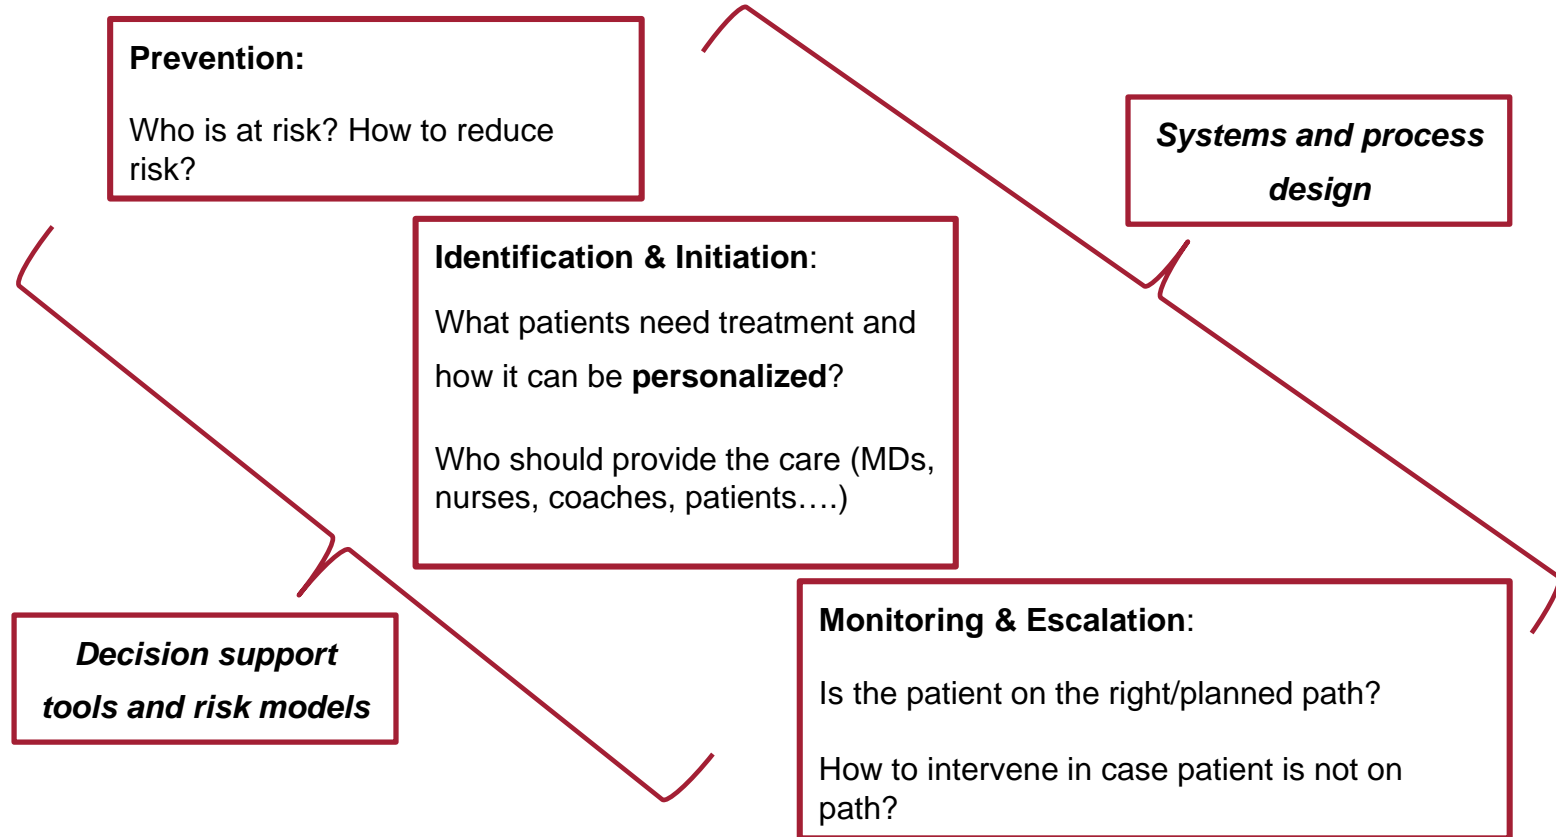 Prevention:
Who is at risk? How to reduce
risk?
Systems and process
design
Identification & Initiation:
What patients need treatment and
how it can be personalized?
Who should provide the care (MDs,
nurses, coaches, patients….)
Decision support
tools and risk models
Monitoring & Escalation:
Is the patient on the right/planned path?
How to intervene in case patient is not on
path?